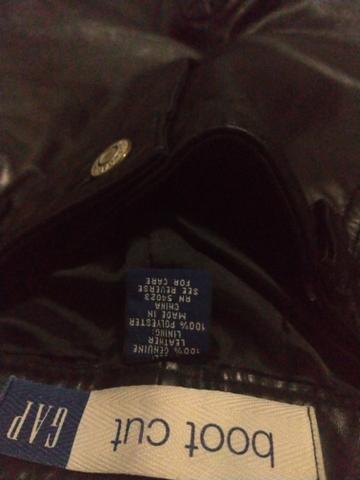 boot cut GAP
100% GENUINE
LEATHER
LINING:
100% POLYESTER
MADE IN
CHINA
RN 54023
SEE REVERSE
FOR CARE